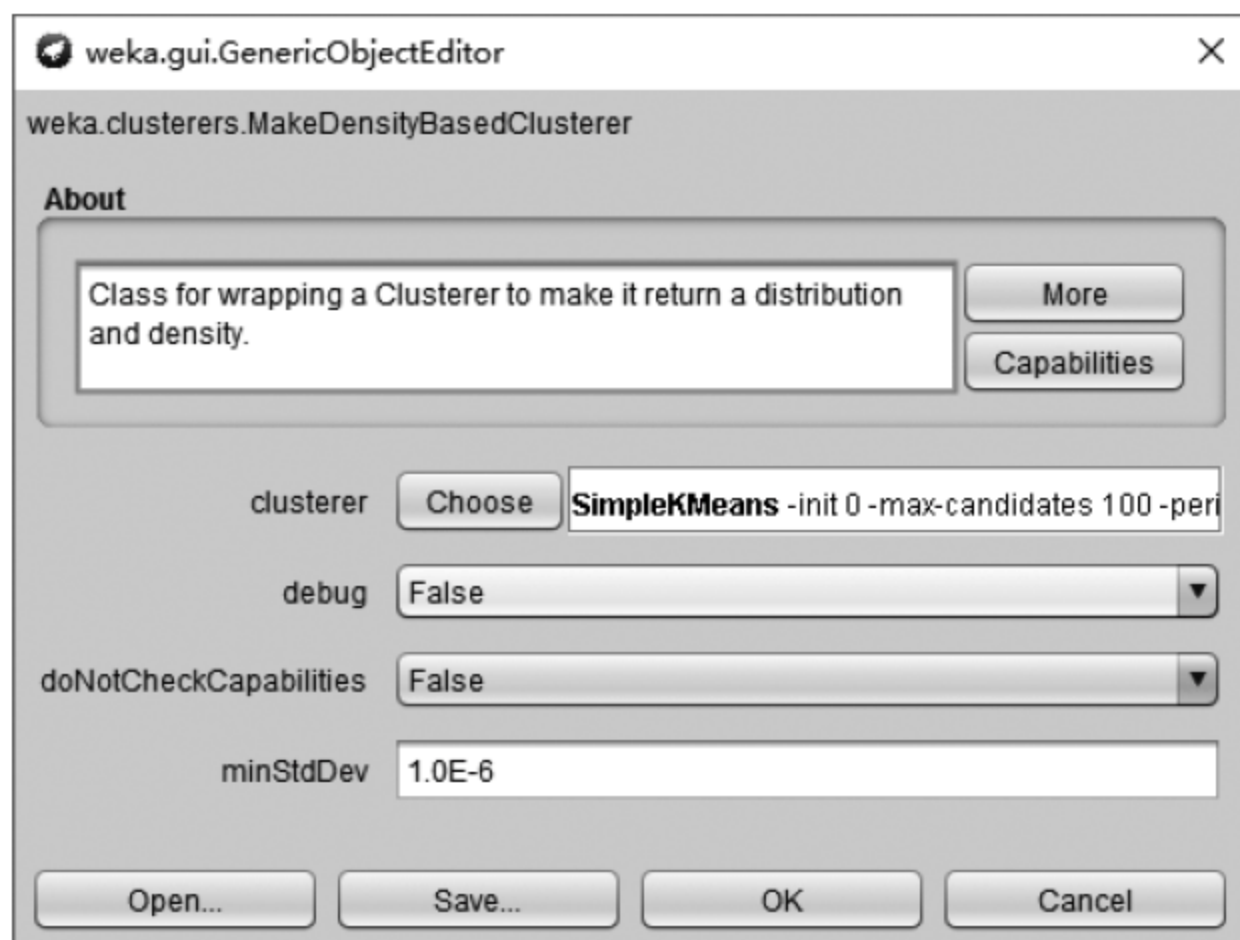 weka.gui.GenericObjectEditor
weka.clusterers.MakeDensityBasedClusterer
About
Class for wrapping a Clusterer to make it return a distribution
and density.
More
Capabilities
clusterer Choose SimpleKMeans -init 0 -max-candidates 100 -peri
debug False
doNotCheckCapabilities False
minStdDev 1.0E-6
Open... Save... OK Cancel